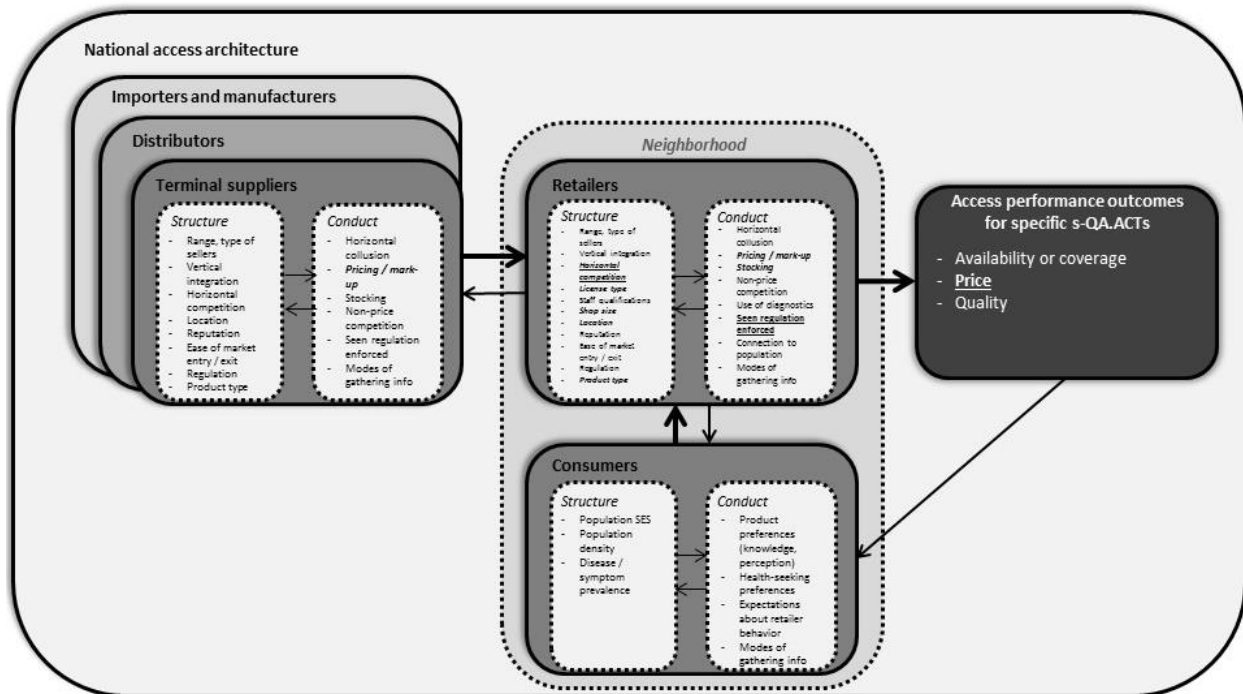 National access architecture
Importers and manufacturers
Distributors
Terminal suppliers
Structure
- Range, type of
sellers
- Vertical
integration
- Horizontal
competition
- Location
- Reputation
- Ease of market
entry / exit
- Regulation
- Product type
Conduct
- Horizontal
collusion
- Pricing / mark-
up
- Stocking
- Non-price
competition
- Seen regulation
enforced
- Modes of
gathering info
Neighborhood
Retailers
Structure
- Range, type of
sellers
- Vertical integration
- Horizontal
competition
- License type
- Staff qualifications
- Shop size
- Location
- Reputation
- Ease of market
entry / exit
- Regulation
- Product type
Conduct
- Horizontal
collusion
- Pricing / mark-up
- Stocking
- Non-price
competition
- Use of diagnostics
- Seen regulation
enforced
- Connection to
population
- Modes of
gathering info
Consumers
Structure
- Population SES
- Population
density
- Disease /
symptom
prevalence
Conduct
- Product
preferences
(knowledge,
perception)
- Health-seeking
preferences
- Expectations
about retailer
behavior
- Modes of
gathering info
Access performance outcomes
for specific s-QA.ACTs
- Availability or coverage
- Price
- Quality